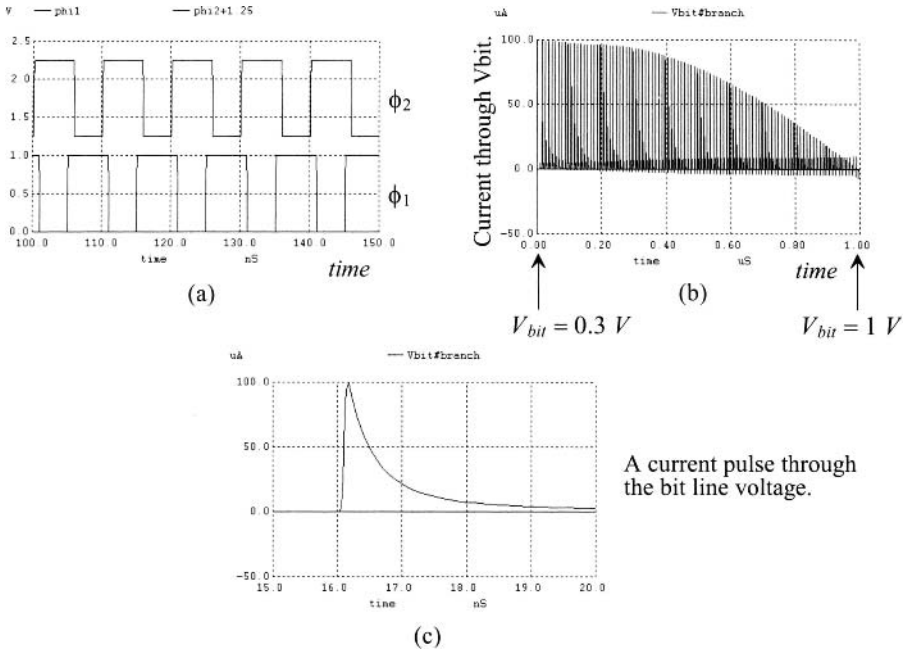 V — phi1 — phi2+1.25
2.5
2.0
1.5
1.0
0.5
0.0
ϕ2
ϕ1
100.0 110.0 120.0 130.0 140.0 150.0
time nS time
(a)
uA — Vbit#branch
Current through Vbit.
100.0
50.0
0.0
-50.0
0.00 0.20 0.40 0.60 0.80 1.00
time uS time
(b)
Vbit = 0.3 V Vbit = 1 V
uA — Vbit#branch
100.0
50.0
0.0
-50.0
15.0 16.0 17.0 18.0 19.0 20.0
time nS
(c)
A current pulse through
the bit line voltage.